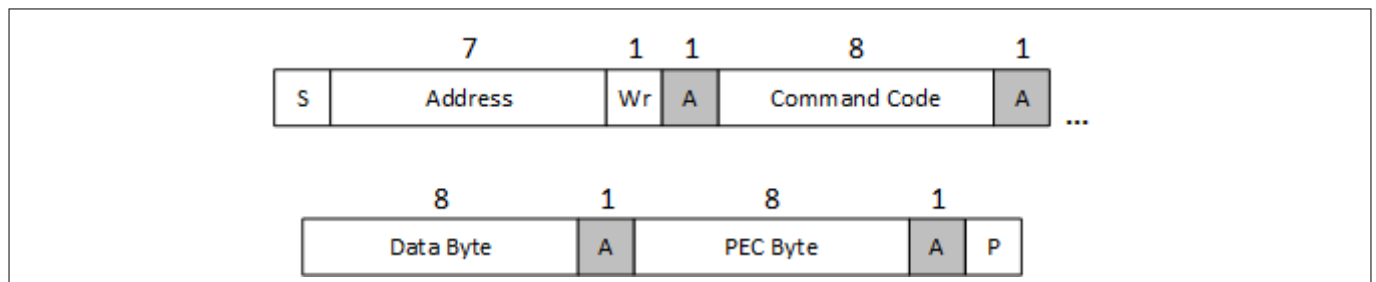 7 1 1 8 1
S Address Wr A Command Code A ...
8 1 8 1
Data Byte A PEC Byte A P